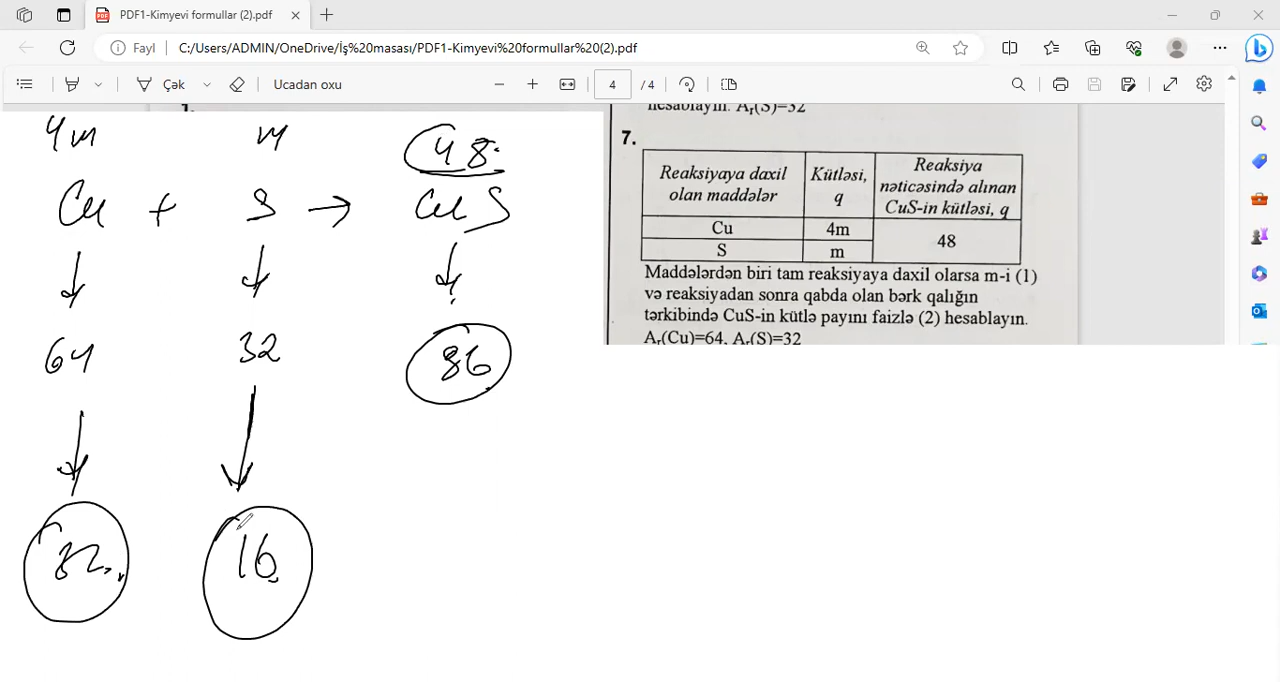 PDF1-Kimyevi formullar (2).pdf
Fayl
C:/Users/ADMIN/OneDrive/İş%20masası/PDF1-Kimyevi%20formullar%20(2).pdf
Çək
Ucadan oxu
4
/ 4
1.
hesablayın. Ar(S)=32
7.
Reaksiyaya daxil olan maddələr
Kütləsi, q
Reaksiya nəticəsində alınan CuS-in kütləsi, q
Cu
4m
48
S
m
Maddələrdən biri tam reaksiyaya daxil olarsa m-i (1)
və reaksiyadan sonra qabda olan bərk qalığın
tərkibində CuS-in kütlə payını faizlə (2) hesablayın.
Ar(Cu)=64, Ar(S)=32
4m m 48
Cu + S → CuS
64 32 86
32 16